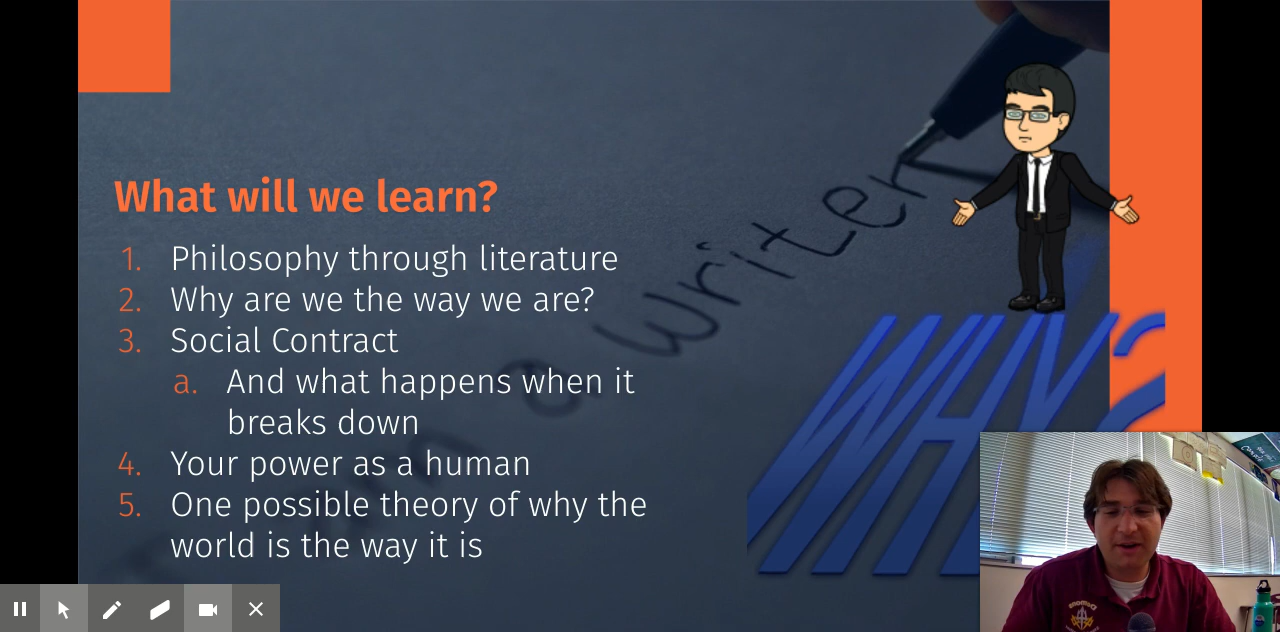 What will we learn?
1. Philosophy through literature
2. Why are we the way we are?
3. Social Contract
a. And what happens when it
breaks down
4. Your power as a human
5. One possible theory of why the
world is the way it is
a writer
WHY?